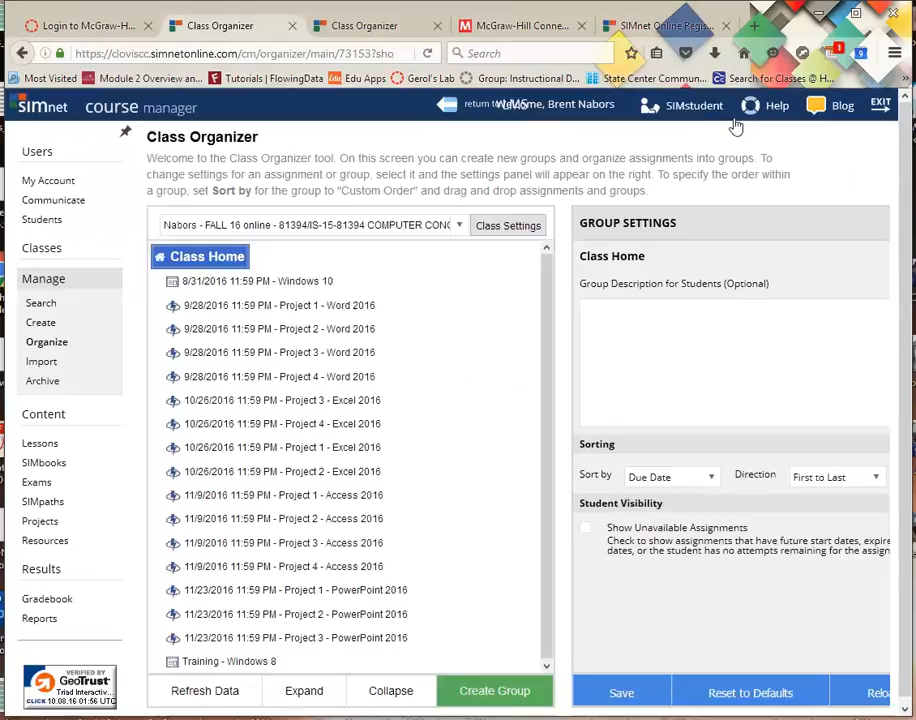 Login to McGraw-H... × Class Organizer × Class Organizer × McGraw-Hill Conne... × SIMnet Online Regis... ×
https://cloviscc.simnetonline.com/cm/organizer/main/73153?sho Search
Most Visited Module 2 Overview an... Tutorials | FlowingData Edu Apps Gerol's Lab Group: Instructional D... State Center Commun... Search for Classes @ H...
SIMnet course manager Welcome, Brent Nabors SIMstudent Help Blog EXIT
Users
My Account
Communicate
Students
Classes
Manage
Search
Create
Organize
Import
Archive
Content
Lessons
SIMbooks
Exams
SIMpaths
Projects
Resources
Results
Gradebook
Reports
VERIFIED BY
GeoTrust
Triad Interactiv...
CLICK 10.08.16 01:56 UTC
Class Organizer
Welcome to the Class Organizer tool. On this screen you can create new groups and organize assignments into groups. To
change settings for an assignment or group, select it and the settings panel will appear on the right. To specify the order within
a group, set Sort by for the group to "Custom Order" and drag and drop assignments and groups.
Nabors - FALL 16 online - 81394/IS-15-81394 COMPUTER CONC Class Settings
Class Home
8/31/2016 11:59 PM - Windows 10
9/28/2016 11:59 PM - Project 1 - Word 2016
9/28/2016 11:59 PM - Project 2 - Word 2016
9/28/2016 11:59 PM - Project 3 - Word 2016
9/28/2016 11:59 PM - Project 4 - Word 2016
10/26/2016 11:59 PM - Project 3 - Excel 2016
10/26/2016 11:59 PM - Project 4 - Excel 2016
10/26/2016 11:59 PM - Project 1 - Excel 2016
10/26/2016 11:59 PM - Project 2 - Excel 2016
11/9/2016 11:59 PM - Project 1 - Access 2016
11/9/2016 11:59 PM - Project 2 - Access 2016
11/9/2016 11:59 PM - Project 3 - Access 2016
11/9/2016 11:59 PM - Project 4 - Access 2016
11/23/2016 11:59 PM - Project 1 - PowerPoint 2016
11/23/2016 11:59 PM - Project 2 - PowerPoint 2016
11/23/2016 11:59 PM - Project 3 - PowerPoint 2016
Training - Windows 8
Refresh Data Expand Collapse Create Group
GROUP SETTINGS
Class Home
Group Description for Students (Optional)
Sorting
Sort by Due Date Direction First to Last
Student Visibility
Show Unavailable Assignments
Check to show assignments that have future start dates, expire
dates, or the student has no attempts remaining for the assign
Save Reset to Defaults Reloa